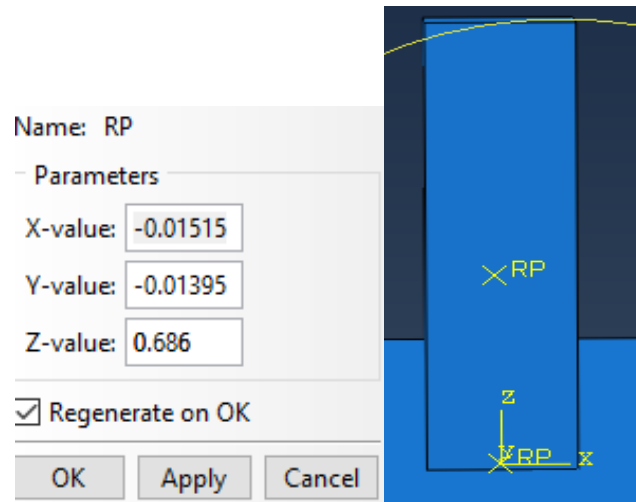 Name: RP
Parameters
X-value: -0.01515
Y-value: -0.01395
Z-value: 0.686
Regenerate on OK
OK Apply Cancel
RP
z
y RP x